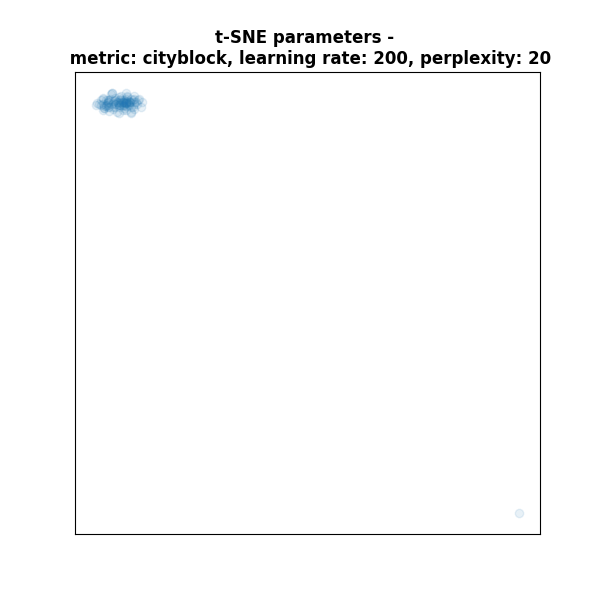 t-SNE parameters -
metric: cityblock, learning rate: 200, perplexity: 20